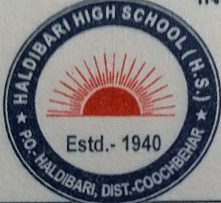 HALDIBARI HIGH SCHOOL (H.S.)
Estd.- 1940
P.O.- HALDIBARI, DIST.-COOCHBEHAR